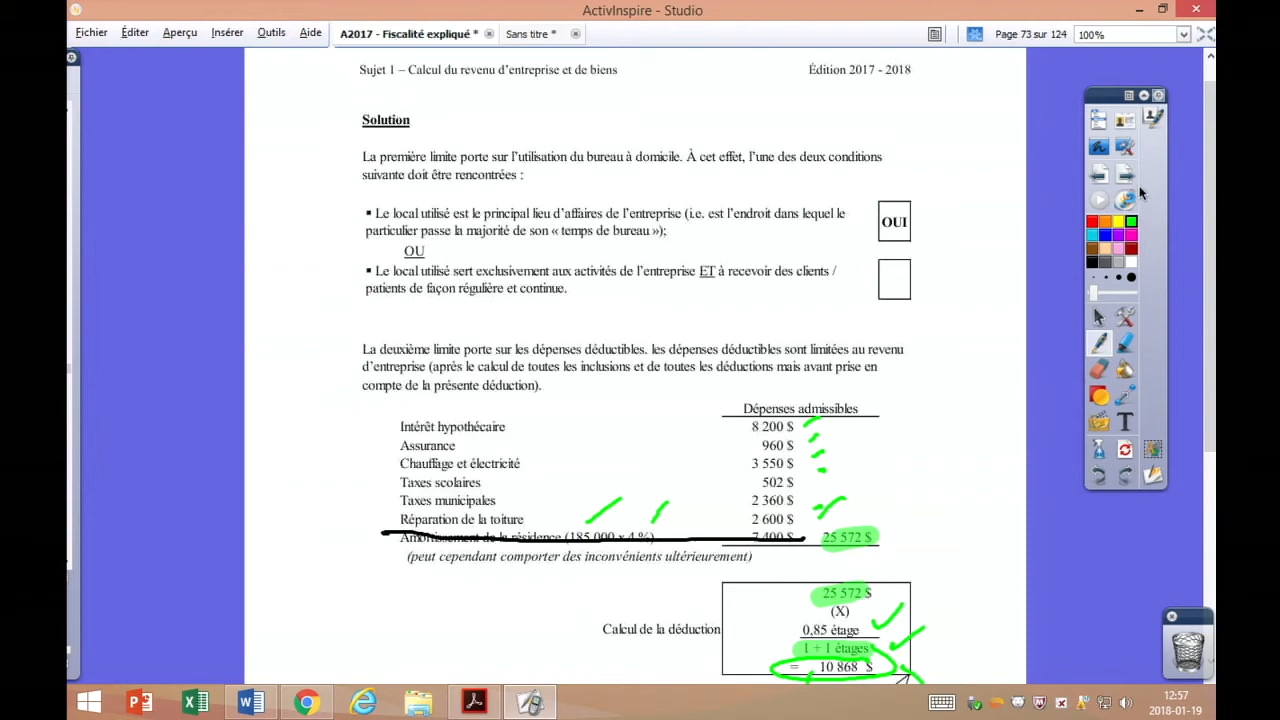 ActivInspire - Studio
Fichier Éditer Aperçu Insérer Outils Aide A2017 - Fiscalité expliqué * Sans titre * Page 73 sur 124 100%
Sujet 1 – Calcul du revenu d'entreprise et de biens Édition 2017 - 2018
Solution
La première limite porte sur l'utilisation du bureau à domicile. À cet effet, l'une des deux conditions
suivante doit être rencontrées :
▪ Le local utilisé est le principal lieu d'affaires de l'entreprise (i.e. est l'endroit dans lequel le
particulier passe la majorité de son « temps de bureau »);
OUI
OU
▪ Le local utilisé sert exclusivement aux activités de l'entreprise ET à recevoir des clients /
patients de façon régulière et continue.
La deuxième limite porte sur les dépenses déductibles. les dépenses déductibles sont limitées au revenu
d'entreprise (après le calcul de toutes les inclusions et de toutes les déductions mais avant prise en
compte de la présente déduction).
Dépenses admissibles
Intérêt hypothécaire 8 200 $
Assurance 960 $
Chauffage et électricité 3 550 $
Taxes scolaires 502 $
Taxes municipales 2 360 $
Réparation de la toiture 2 600 $
Amortissement de la résidence (185 000 x 4 %) 7 400 $ 25 572 $
(peut cependant comporter des inconvénients ultérieurement)
25 572 $
(X)
Calcul de la déduction 0,85 étage
1 + 1 étages
= 10 868 $
12:57
2018-01-19